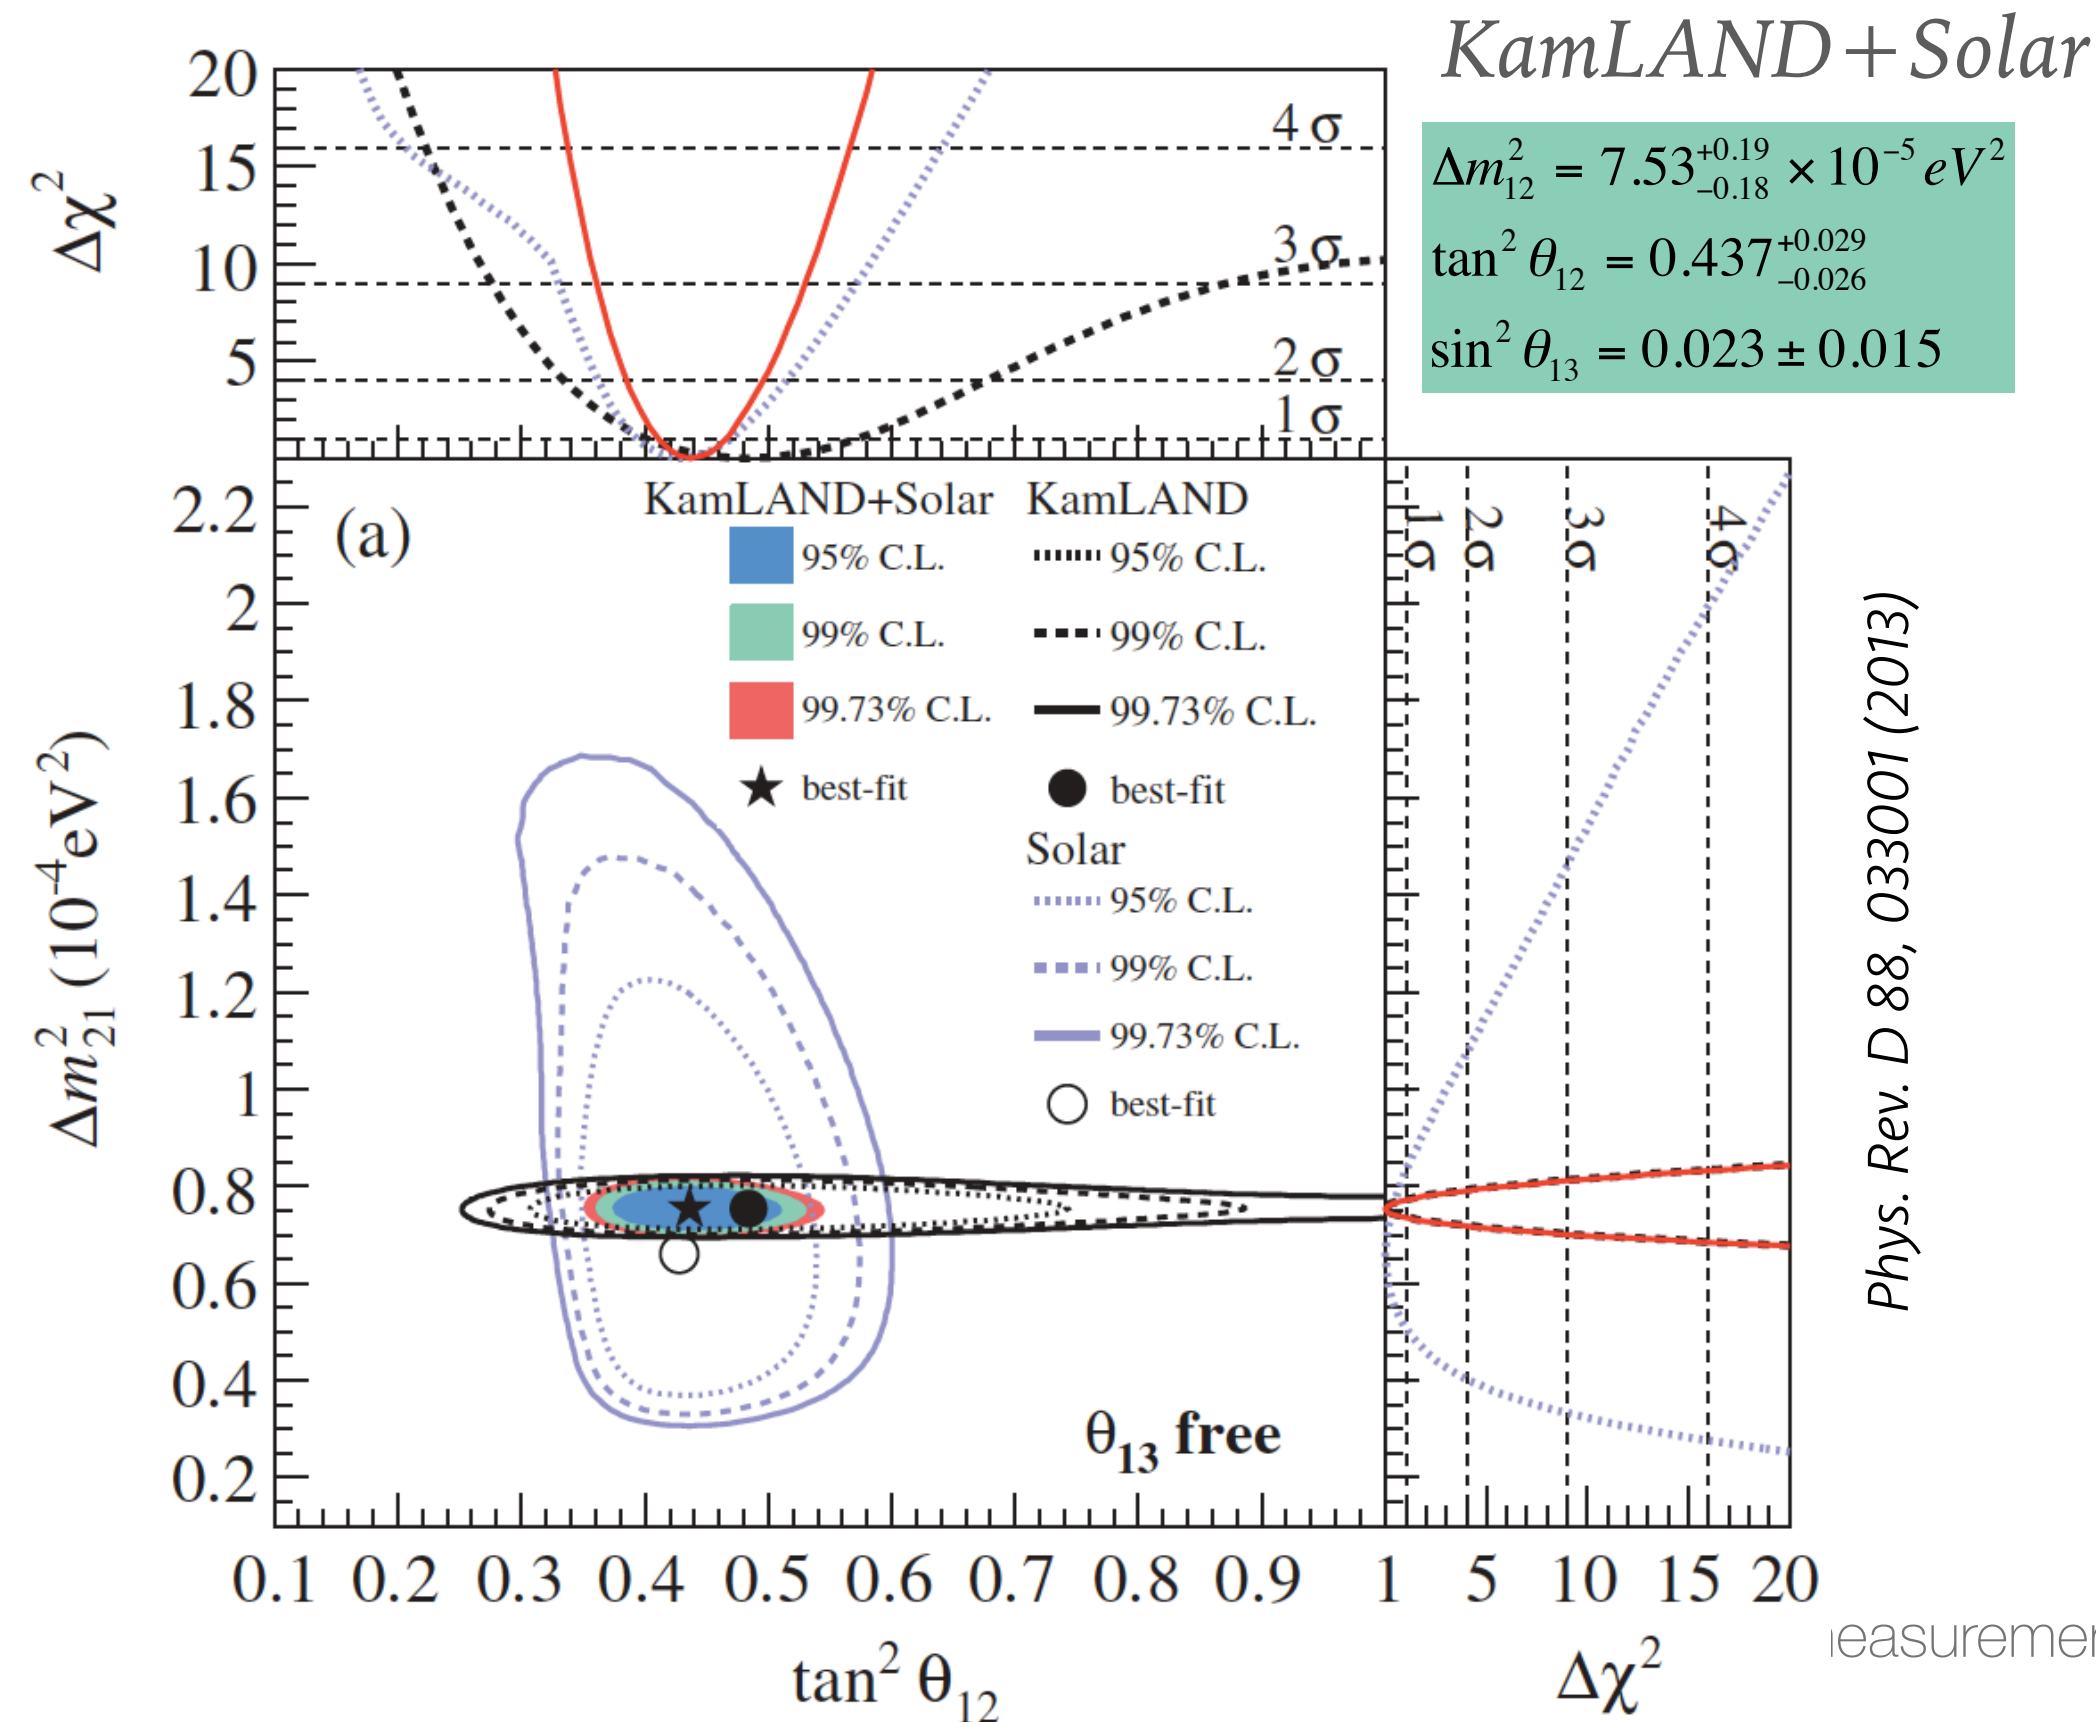 KamLAND+Solar
Δm²₁₂ = 7.53 +0.19 −0.18 × 10⁻⁵ eV²
tan² θ₁₂ = 0.437 +0.029 −0.026
sin² θ₁₃ = 0.023 ± 0.015
Δχ²
20
15
10
5
4 σ
3 σ
2 σ
1 σ
(a)
KamLAND+Solar
95% C.L.
99% C.L.
99.73% C.L.
best-fit
KamLAND
95% C.L.
99% C.L.
99.73% C.L.
best-fit
Solar
95% C.L.
99% C.L.
99.73% C.L.
best-fit
θ₁₃ free
Δm²₂₁ (10⁻⁴eV²)
2.2
2
1.8
1.6
1.4
1.2
1
0.8
0.6
0.4
0.2
1σ 2σ 3σ 4σ
0.1 0.2 0.3 0.4 0.5 0.6 0.7 0.8 0.9 1 5 10 15 20
tan² θ₁₂
Δχ²
Phys. Rev. D 88, 033001 (2013)